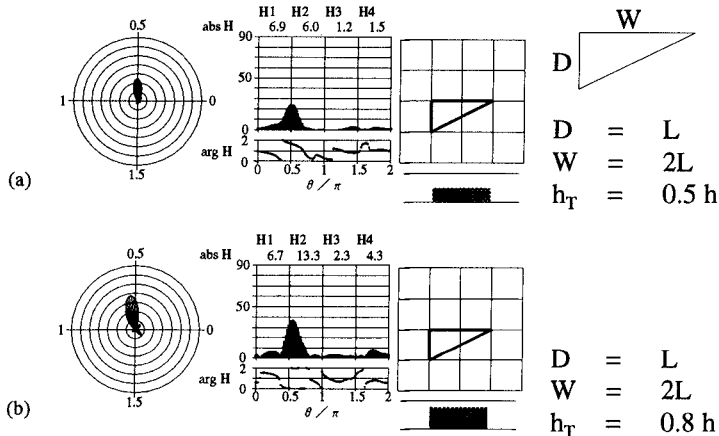 0.5
1
0
1.5
(a)
abs H
H1 H2 H3 H4
6.9 6.0 1.2 1.5
90
50
0
arg H
2
1
0
0 0.5 1 1.5 2
θ / π
W
D
D = L
W = 2L
h_T = 0.5 h
0.5
1
0
1.5
(b)
abs H
H1 H2 H3 H4
6.7 13.3 2.3 4.3
90
50
0
arg H
2
1
0
0 0.5 1 1.5 2
θ / π
D = L
W = 2L
h_T = 0.8 h